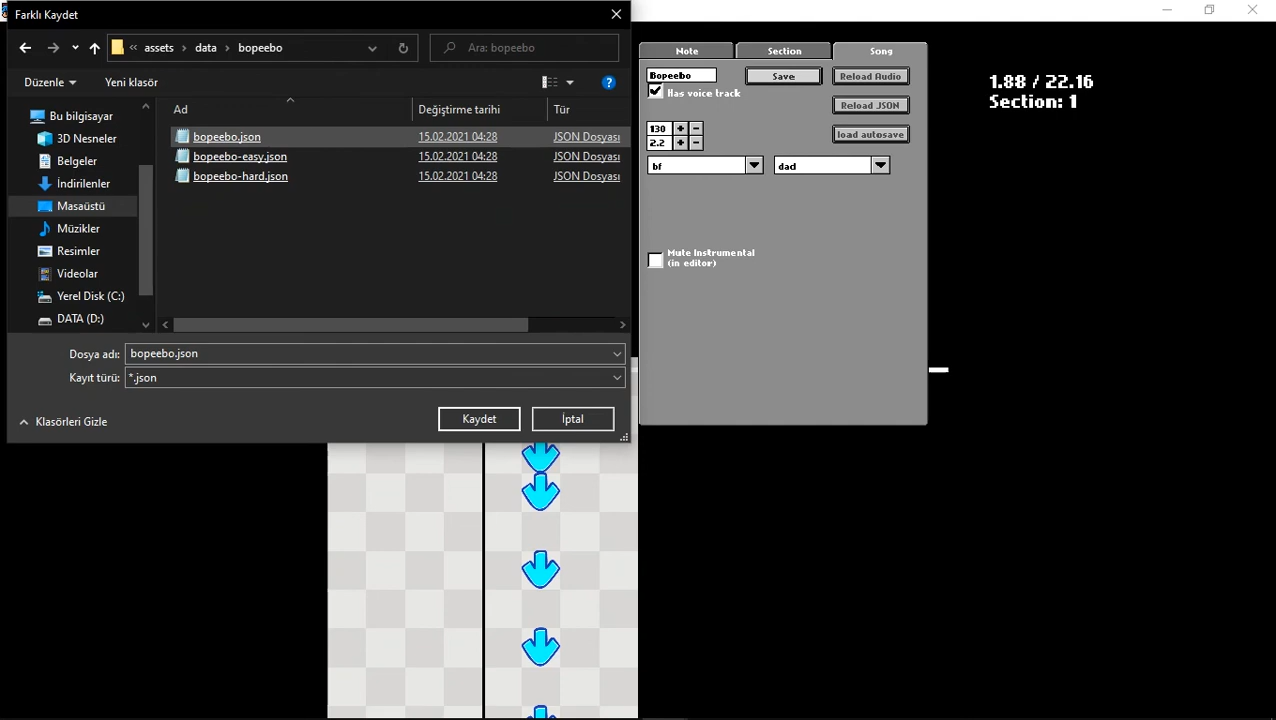 Farklı Kaydet
assets data bopeebo
Ara: bopeebo
Düzenle Yeni klasör
Ad Değiştirme tarihi Tür
Bu bilgisayar
3D Nesneler
Belgeler
İndirilenler
Masaüstü
Müzikler
Resimler
Videolar
Yerel Disk (C:)
DATA (D:)
bopeebo.json 15.02.2021 04:28 JSON Dosyası
bopeebo-easy.json 15.02.2021 04:28 JSON Dosyası
bopeebo-hard.json 15.02.2021 04:28 JSON Dosyası
Dosya adı: bopeebo.json
Kayıt türü: *.json
Klasörleri Gizle
Kaydet İptal
Note Section Song
Bopeebo Save Reload Audio
Has voice track
Reload JSON
130 + -
load autosave
2.2 + -
bf dad
Mute Instrumental
(in editor)
1.88 / 22.16
Section: 1